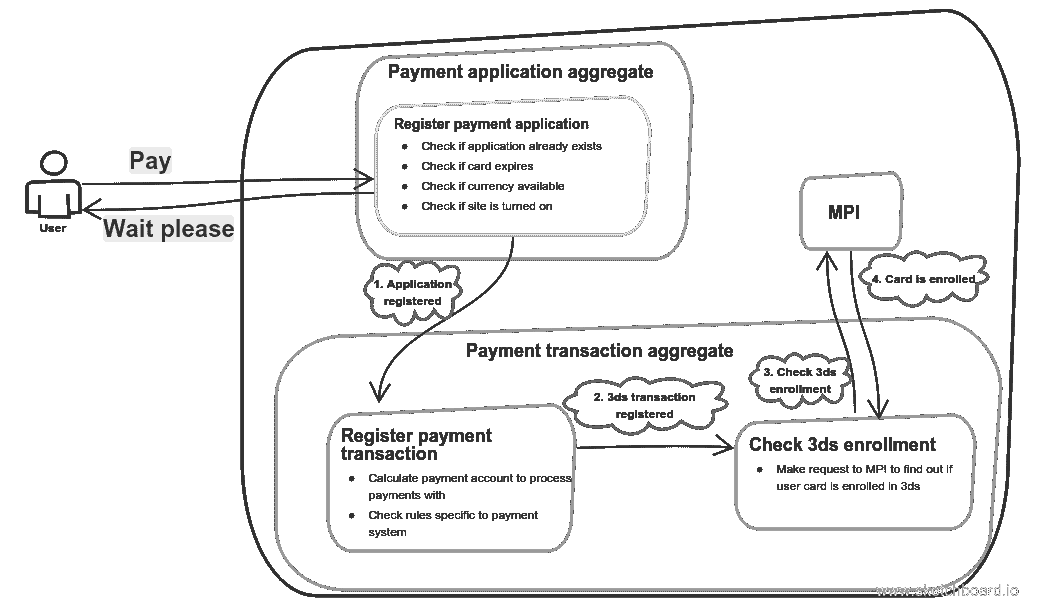 Payment application aggregate
Register payment application
● Check if application already exists
● Check if card expires
● Check if currency available
● Check if site is turned on
Pay
Wait please
User
MPI
1. Application
registered
4. Card is enrolled
Payment transaction aggregate
2. 3ds transaction
registered
3. Check 3ds
enrollment
Register payment
transaction
● Calculate payment account to process
payments with
● Check rules specific to payment
system
Check 3ds enrollment
● Make request to MPI to find out if
user card is enrolled in 3ds
www.sketchboard.io